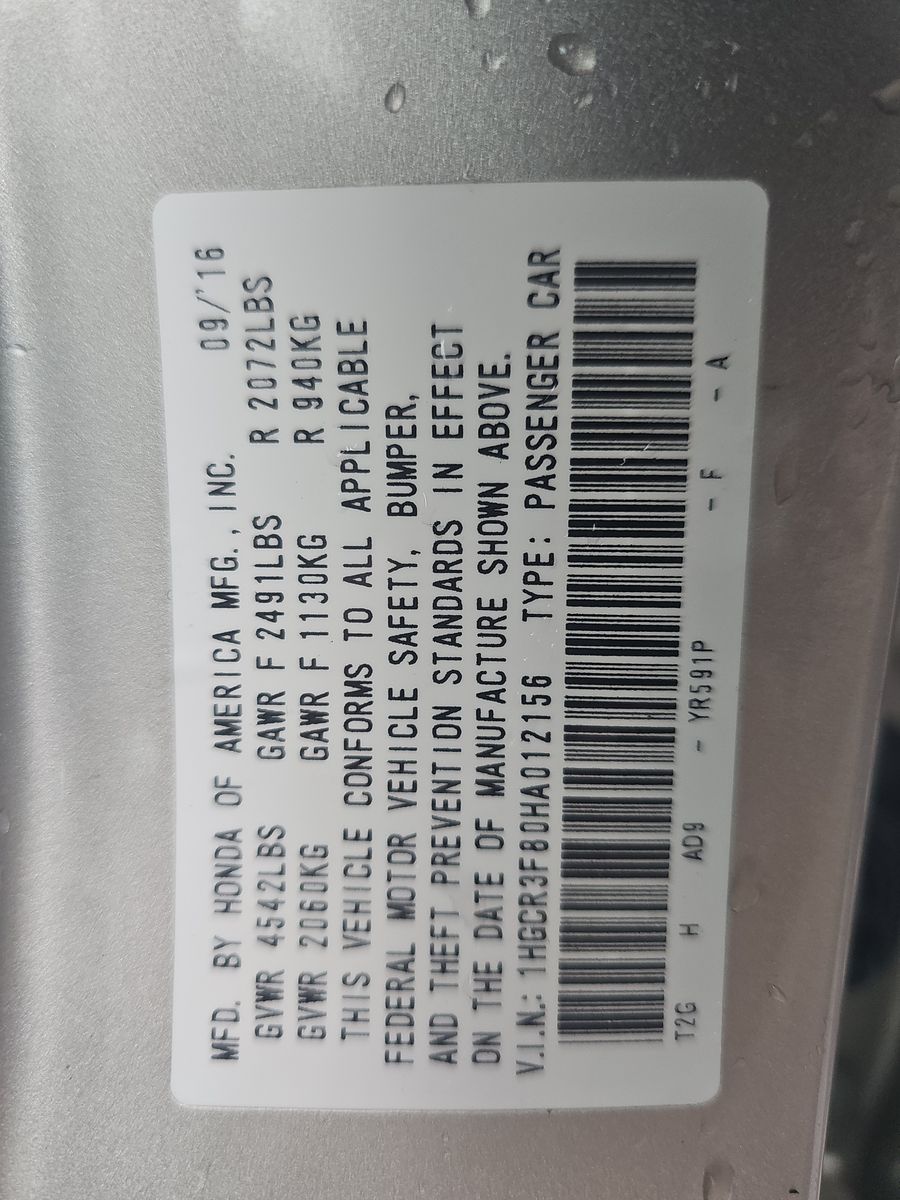 MFD. BY HONDA OF AMERICA MFG., INC. 09/'16
GVWR 4542LBS GAWR F 2491LBS R 2072LBS
GVWR 2060KG GAWR F 1130KG R 940KG
THIS VEHICLE CONFORMS TO ALL APPLICABLE
FEDERAL MOTOR VEHICLE SAFETY, BUMPER,
AND THEFT PREVENTION STANDARDS IN EFFECT
ON THE DATE OF MANUFACTURE SHOWN ABOVE.
V.I.N.: 1HGCR3F80HA012156 TYPE: PASSENGER CAR
T2G H AD9 - YR591P - F - A